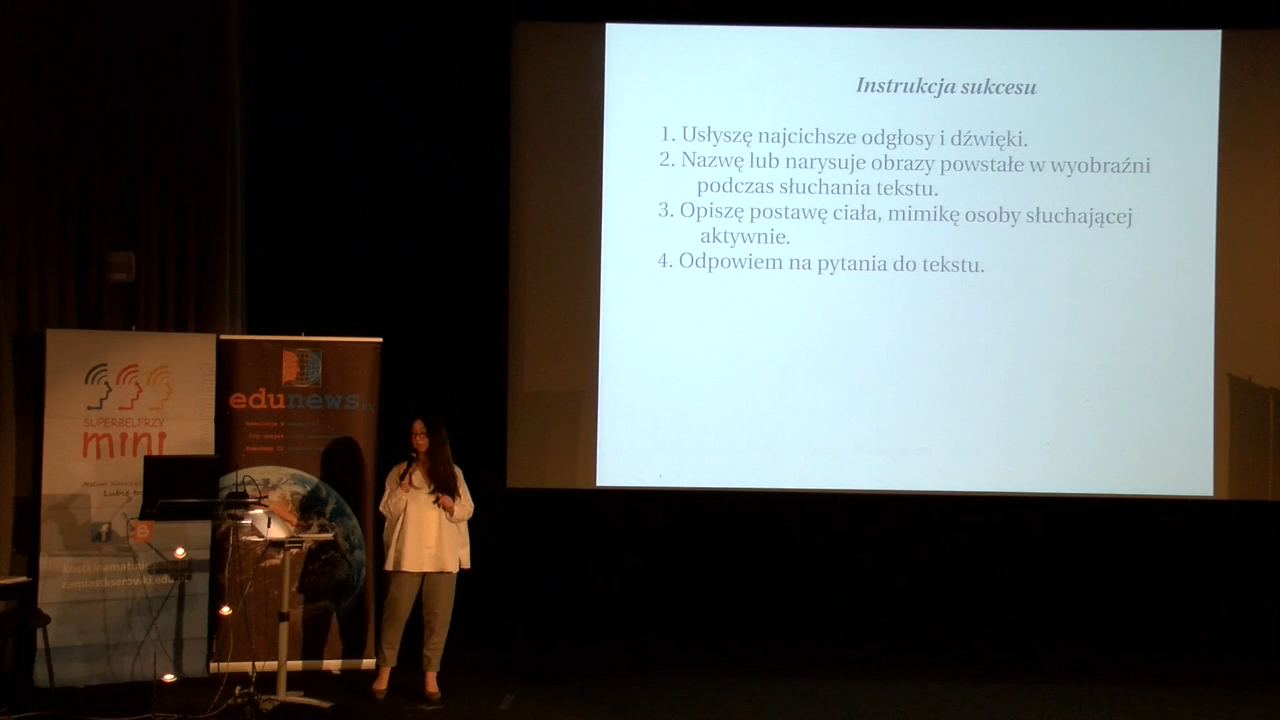 Instrukcja sukcesu
1. Usłyszę najcichsze odgłosy i dźwięki.
2. Nazwę lub narysuje obrazy powstałe w wyobraźni
podczas słuchania tekstu.
3. Opiszę postawę ciała, mimikę osoby słuchającej
aktywnie.
4. Odpowiem na pytania do tekstu.
SUPERBELFRZY
mini
edunews